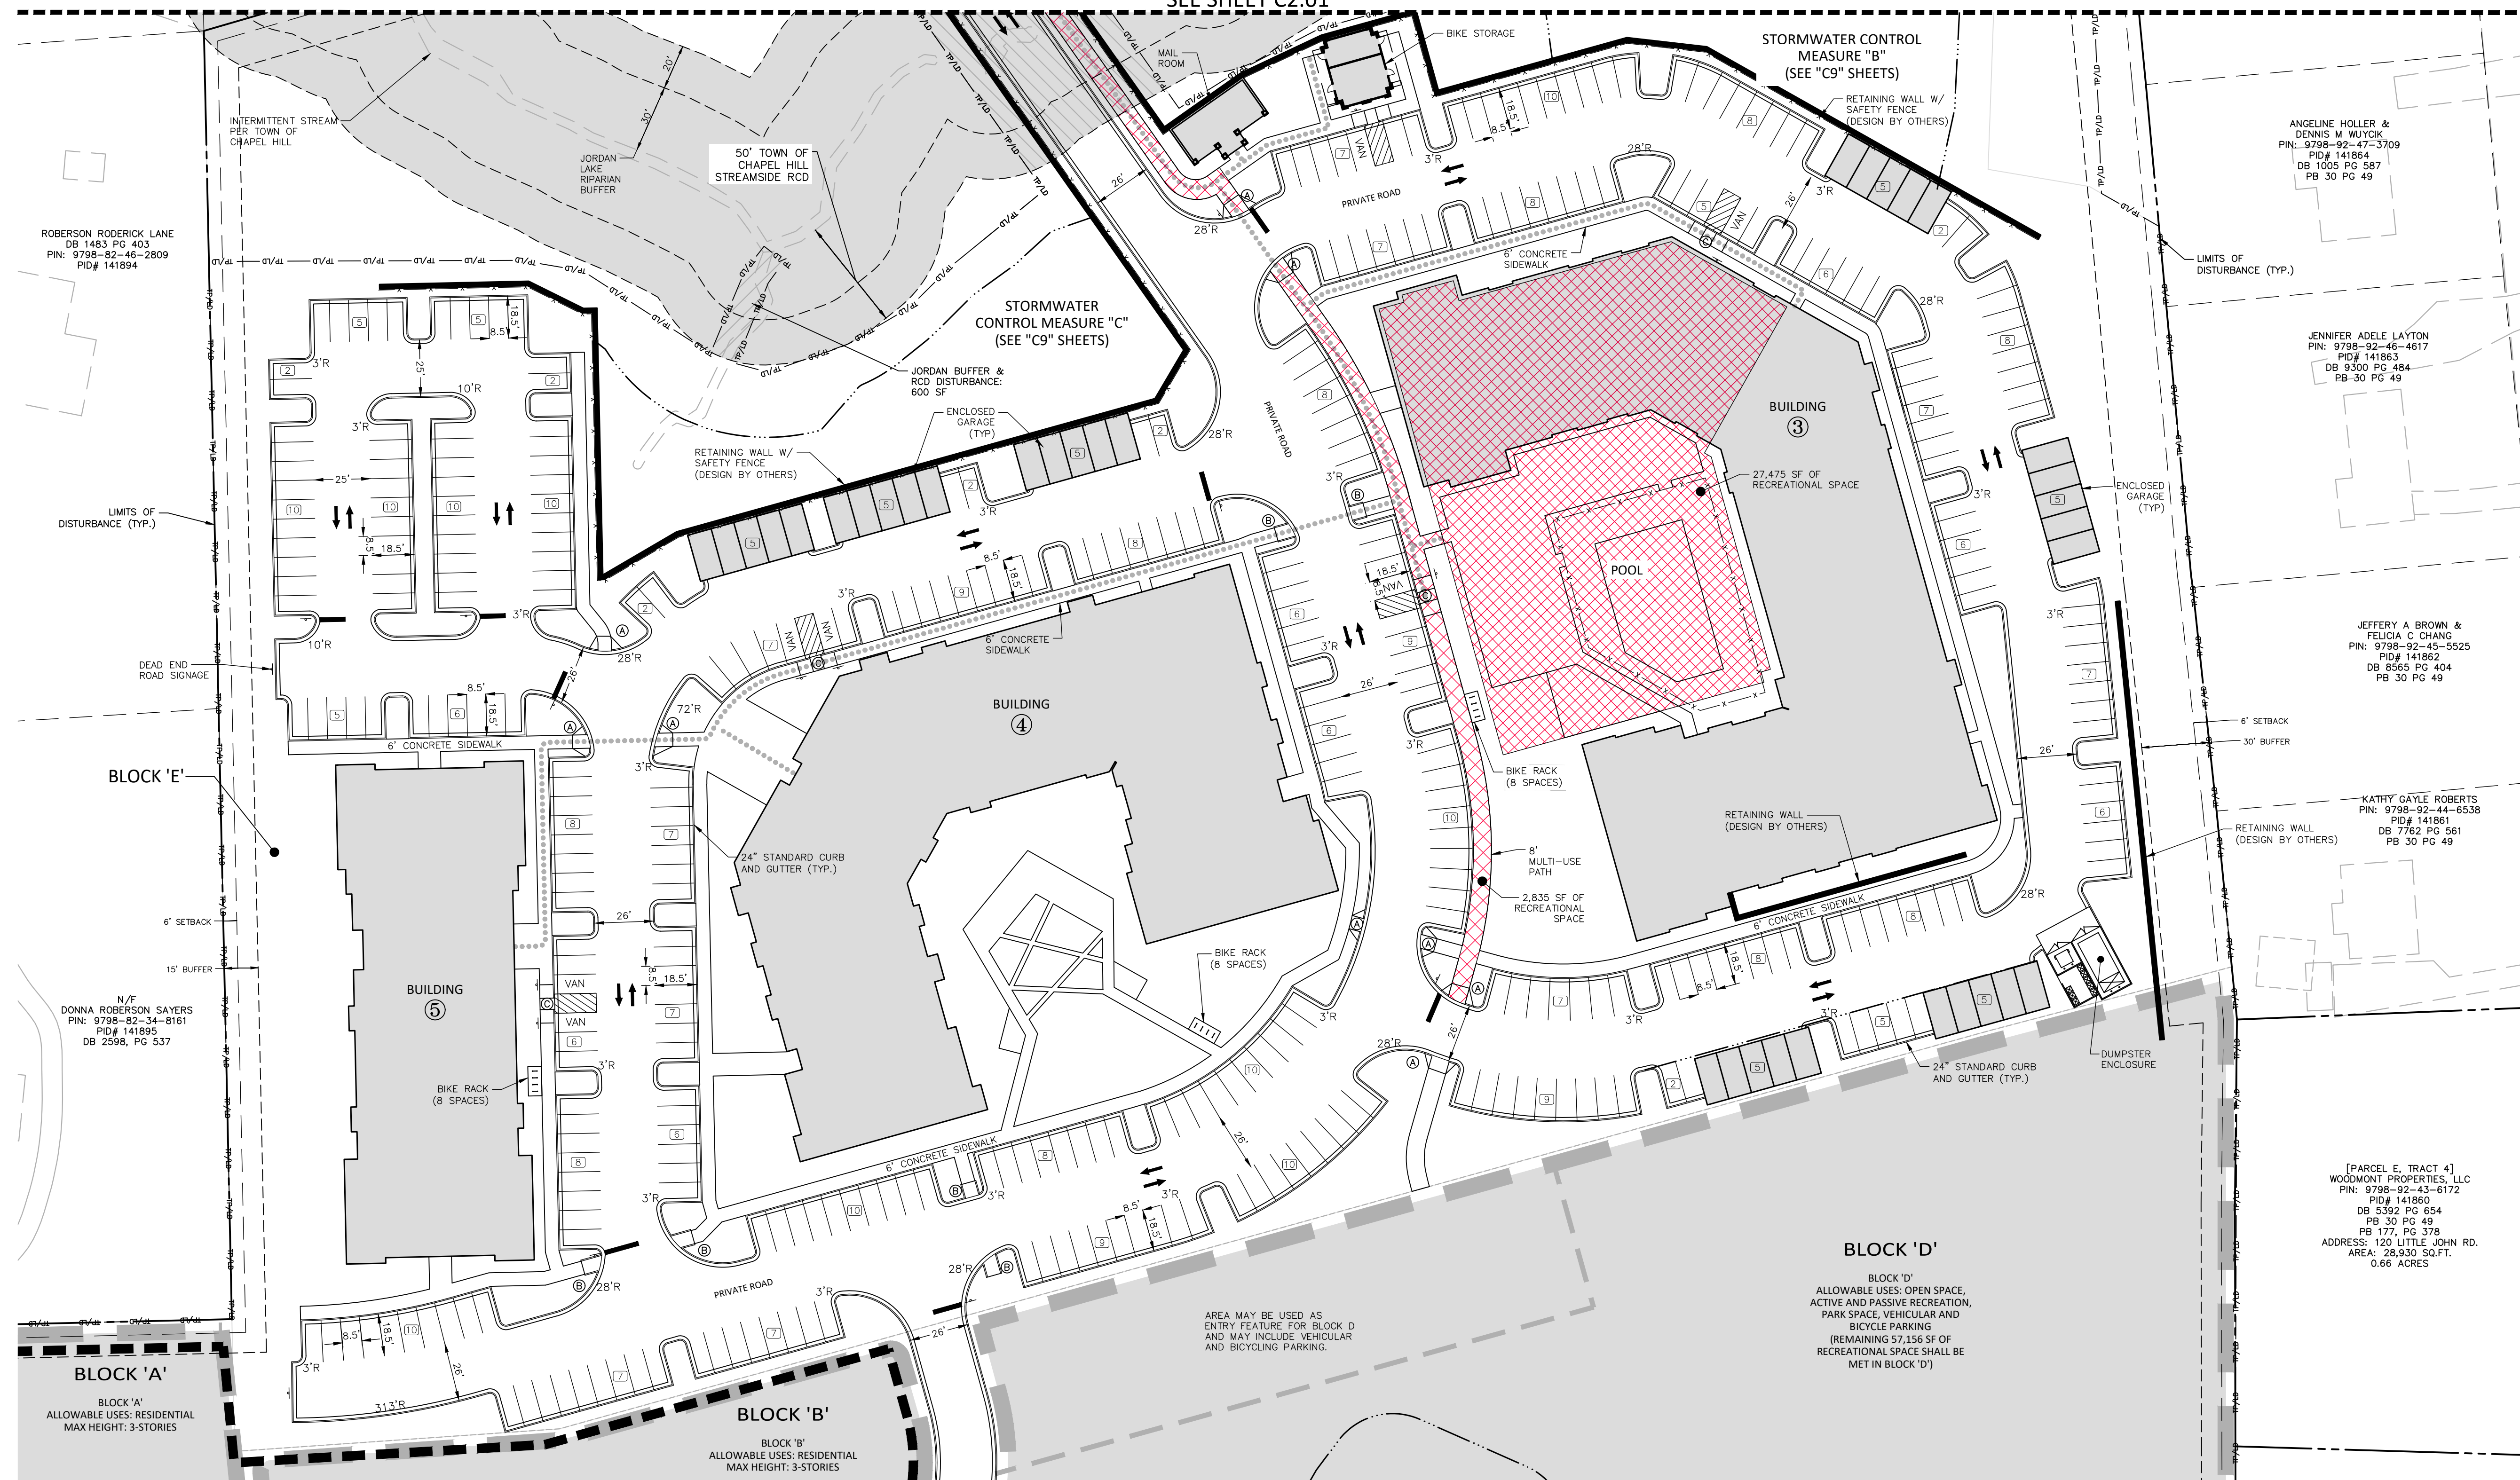 SEE SHEET C2.01
INTERMITTENT STREAM
PER TOWN OF
CHAPEL HILL
20'
30'
JORDAN
LAKE
RIPARIAN
BUFFER
50' TOWN OF
CHAPEL HILL
STREAMSIDE RCD
MAIL
ROOM
BIKE STORAGE
STORMWATER CONTROL
MEASURE "B"
(SEE "C9" SHEETS)
RETAINING WALL W/
SAFETY FENCE
(DESIGN BY OTHERS)
ANGELINE HOLLER &
DENNIS M WUYCIK
PIN: 9798-92-47-3709
PID# 141864
DB 1005 PG 587
PB 30 PG 49
ROBERSON RODERICK LANE
DB 1483 PG 403
PIN: 9798-82-46-2809
PID# 141894
LIMITS OF
DISTURBANCE (TYP.)
PRIVATE ROAD
6' CONCRETE
SIDEWALK
STORMWATER
CONTROL MEASURE "C"
(SEE "C9" SHEETS)
JORDAN BUFFER &
RCD DISTURBANCE:
600 SF
ENCLOSED
GARAGE
(TYP)
RETAINING WALL W/
SAFETY FENCE
(DESIGN BY OTHERS)
JENNIFER ADELE LAYTON
PIN: 9798-92-46-4617
PID# 141863
DB 9300 PG 484
PB 30 PG 49
BUILDING
3
27,475 SF OF
RECREATIONAL SPACE
PRIVATE ROAD
POOL
ENCLOSED
GARAGE
(TYP)
LIMITS OF
DISTURBANCE (TYP.)
DEAD END
ROAD SIGNAGE
6' CONCRETE
SIDEWALK
JEFFERY A BROWN &
FELICIA C CHANG
PIN: 9798-92-45-5525
PID# 141862
DB 8565 PG 404
PB 30 PG 49
6' SETBACK
30' BUFFER
BUILDING
4
6' CONCRETE SIDEWALK
BLOCK 'E'
BIKE RACK
(8 SPACES)
RETAINING WALL
(DESIGN BY OTHERS)
KATHY GAYLE ROBERTS
PIN: 9798-92-44-6538
PID# 141861
DB 7762 PG 561
PB 30 PG 49
RETAINING WALL
(DESIGN BY OTHERS)
24" STANDARD CURB
AND GUTTER (TYP.)
8'
MULTI-USE
PATH
2,835 SF OF
RECREATIONAL
SPACE
6' CONCRETE SIDEWALK
6' SETBACK
15' BUFFER
BIKE RACK
(8 SPACES)
BUILDING
5
VAN
VAN
N/F
DONNA ROBERSON SAYERS
PIN: 9798-82-34-8161
PID# 141895
DB 2598, PG 537
BIKE RACK
(8 SPACES)
DUMPSTER
ENCLOSURE
24" STANDARD CURB
AND GUTTER (TYP.)
6' CONCRETE SIDEWALK
[PARCEL E, TRACT 4]
WOODMONT PROPERTIES, LLC
PIN: 9798-92-43-6172
PID# 141860
DB 5392 PG 654
PB 30 PG 49
PB 177, PG 378
ADDRESS: 120 LITTLE JOHN RD.
AREA: 28,930 SQ.FT.
0.66 ACRES
PRIVATE ROAD
AREA MAY BE USED AS
ENTRY FEATURE FOR BLOCK D
AND MAY INCLUDE VEHICULAR
AND BICYCLING PARKING.
BLOCK 'D'
BLOCK 'D'
ALLOWABLE USES: OPEN SPACE,
ACTIVE AND PASSIVE RECREATION,
PARK SPACE, VEHICULAR AND
BICYCLE PARKING
(REMAINING 57,156 SF OF
RECREATIONAL SPACE SHALL BE
MET IN BLOCK 'D')
313'R
BLOCK 'A'
BLOCK 'A'
ALLOWABLE USES: RESIDENTIAL
MAX HEIGHT: 3-STORIES
BLOCK 'B'
BLOCK 'B'
ALLOWABLE USES: RESIDENTIAL
MAX HEIGHT: 3-STORIES